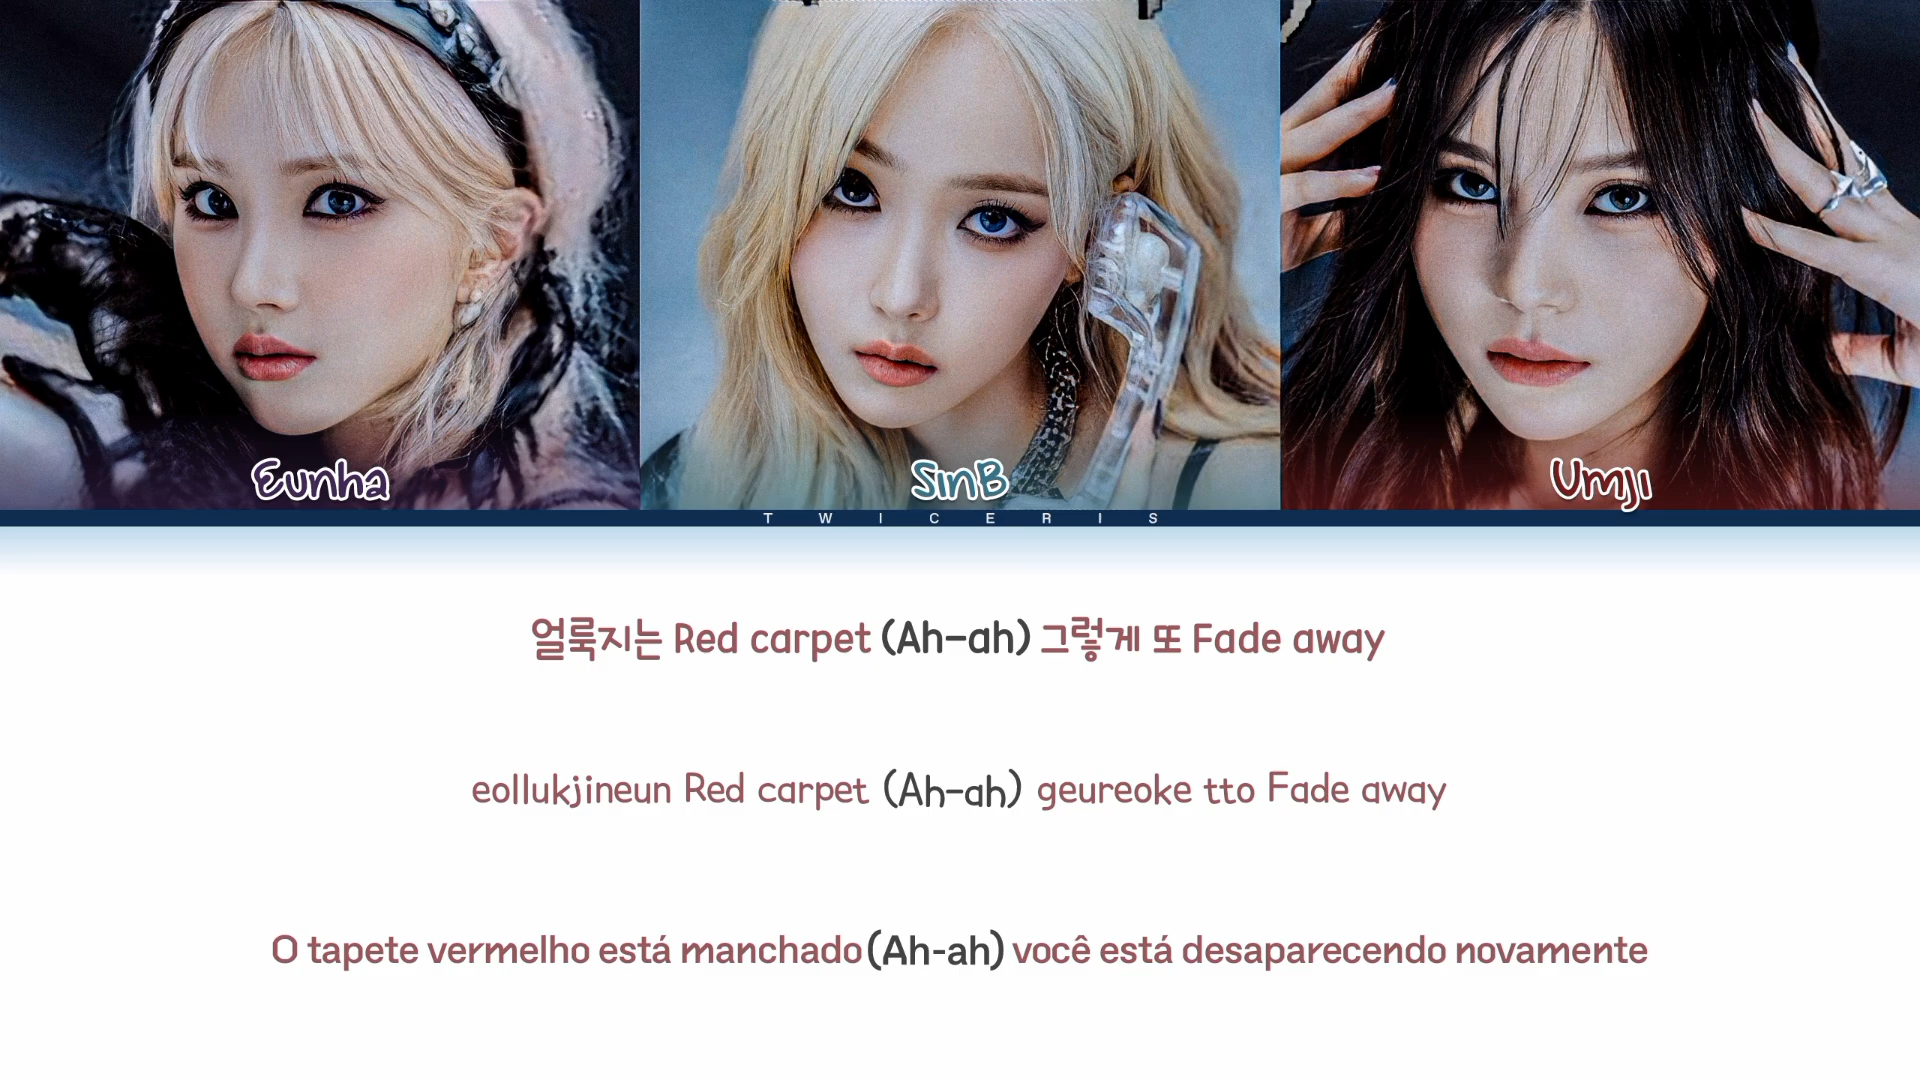 Eunha
SinB
Umji
TWICERIS
얼룩지는 Red carpet (Ah-ah) 그렇게 또 Fade away
eollukjineun Red carpet (Ah-ah) geureoke tto Fade away
O tapete vermelho está manchado (Ah-ah) você está desaparecendo novamente